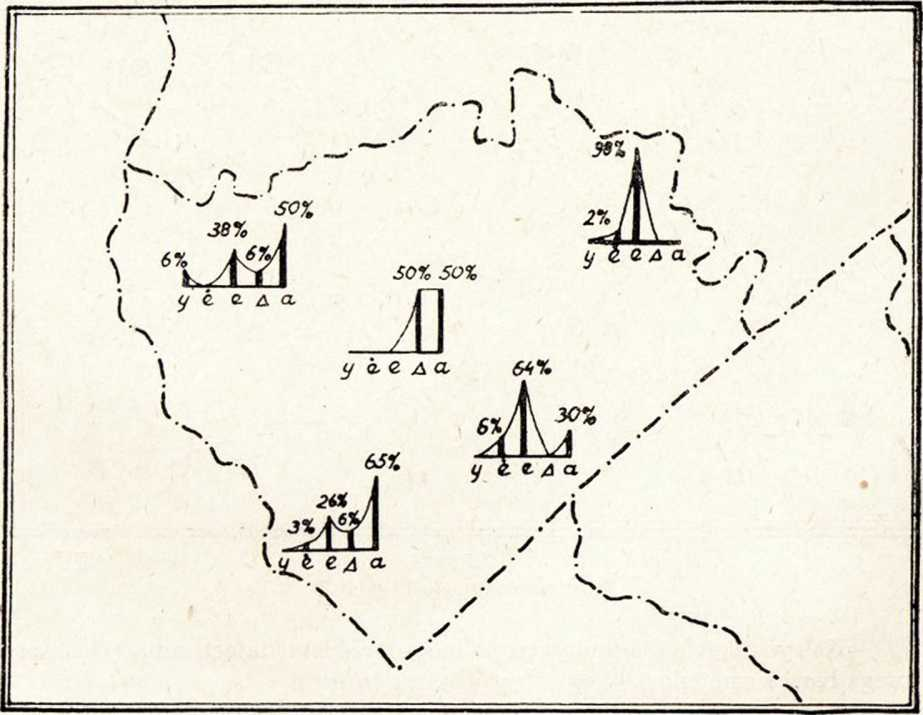 98%
2%
y ė e ᴧ a
50%
38%
6% 6%
y ė e ᴧ a
50% 50%
y ė e ᴧ a
64%
6% 30%
y ė e ᴧ a
65%
26%
3% 6%
y ė e ᴧ a